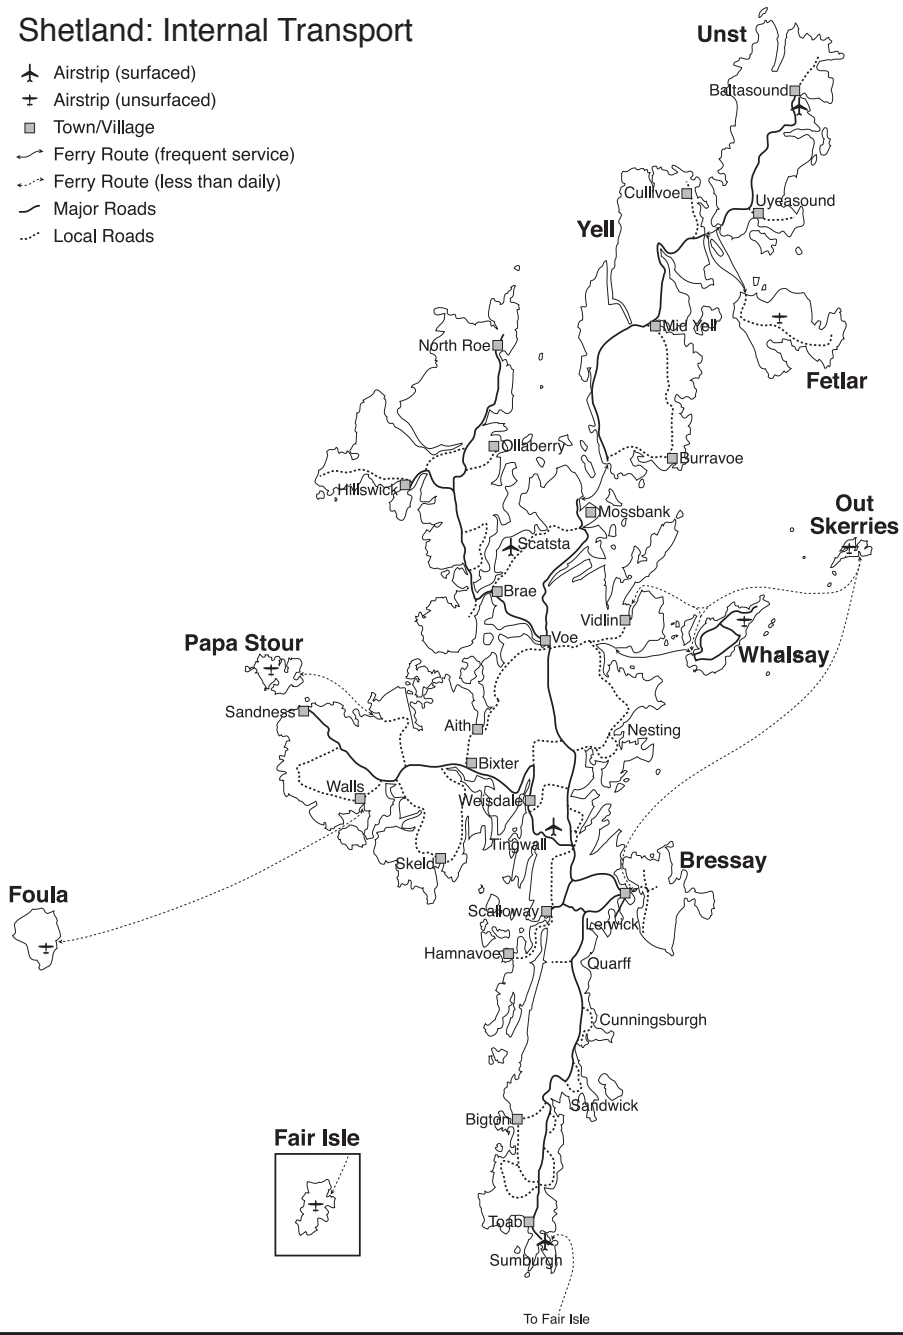 Shetland: Internal Transport
Airstrip (surfaced)
Airstrip (unsurfaced)
Town/Village
Ferry Route (frequent service)
Ferry Route (less than daily)
Major Roads
Local Roads
Unst
Baltasound
Cullivoe
Uyeasound
Yell
Mid Yell
North Roe
Fetlar
Ollaberry
Burravoe
Hillswick
Out
Skerries
Mossbank
Scatsta
Brae
Vidlin
Voe
Papa Stour
Whalsay
Sandness
Aith
Nesting
Bixter
Walls
Weisdale
Tingwall
Skeld
Bressay
Foula
Scalloway
Lerwick
Hamnavoe
Quarff
Cunningsburgh
Sandwick
Bigton
Fair Isle
Toab
Sumburgh
To Fair Isle